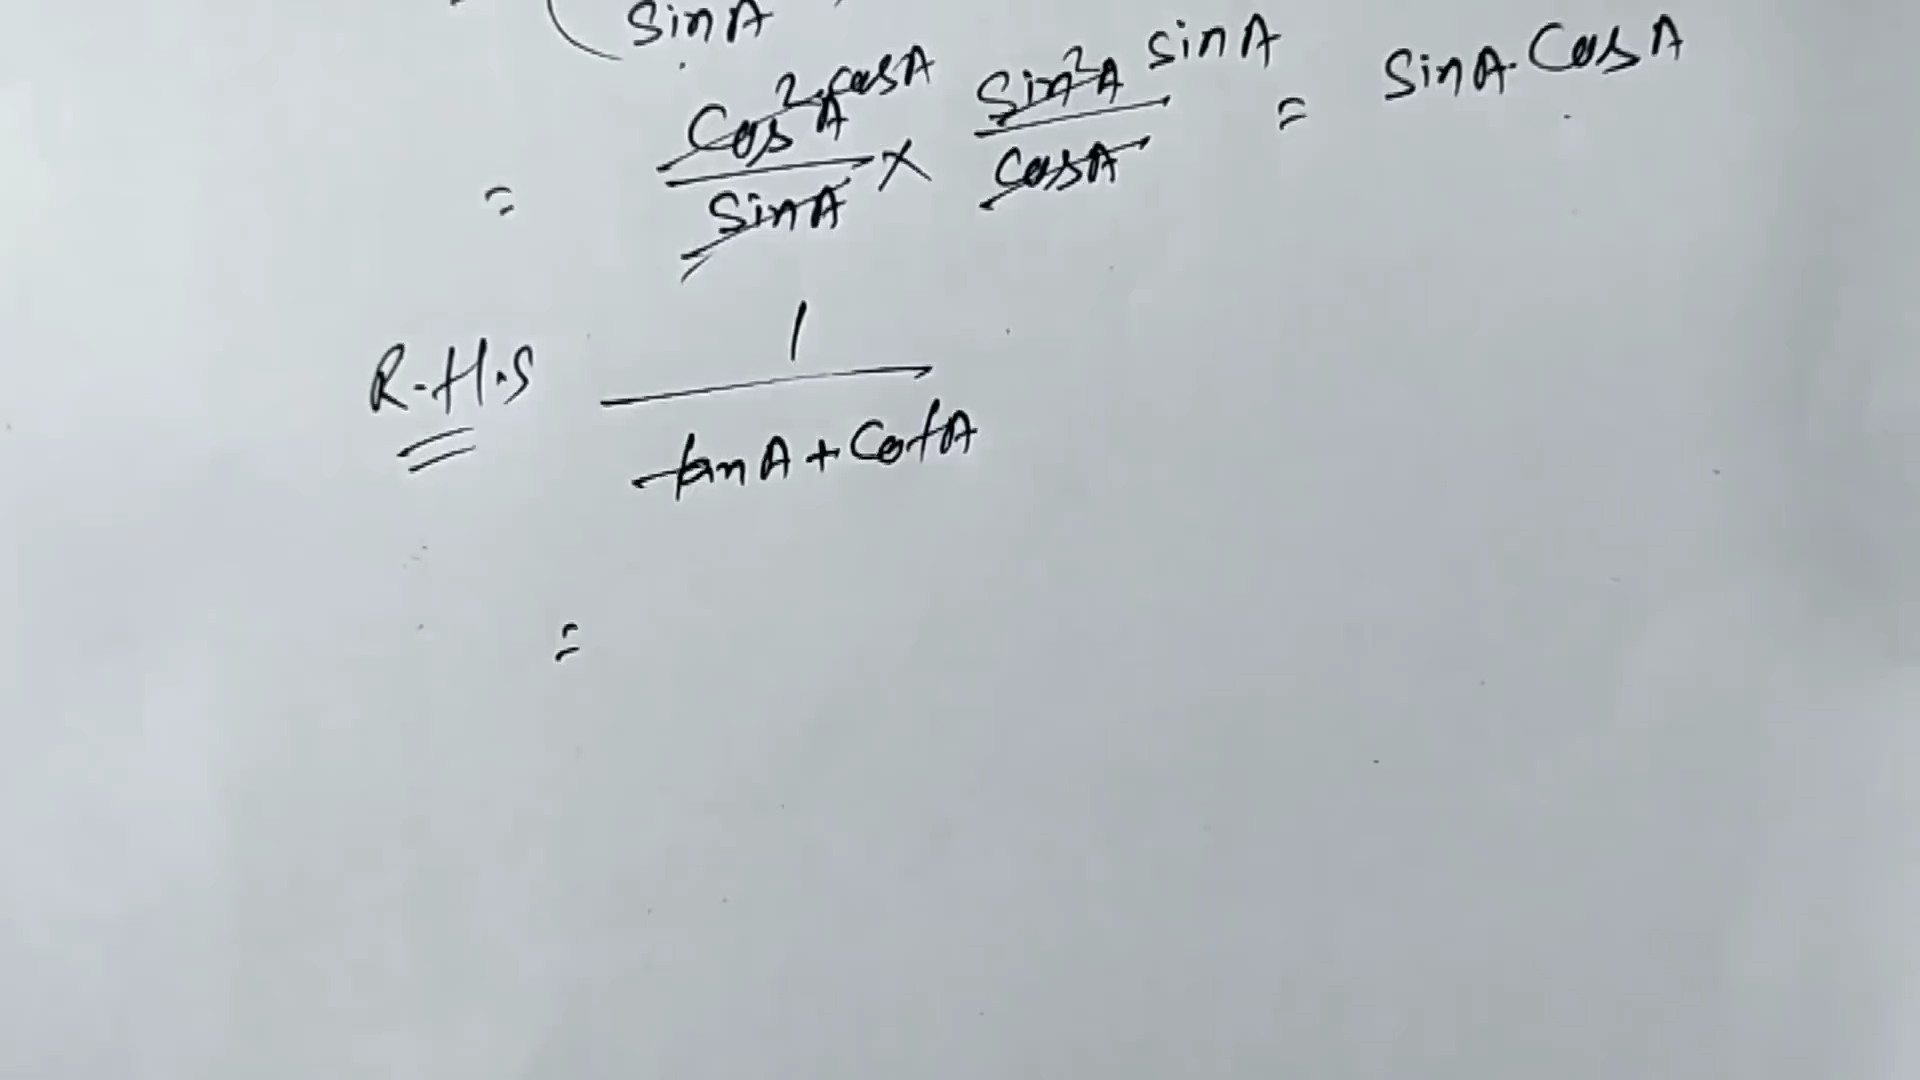 = ( sinA
= Cos²A cosA / SinA × Sin²A sinA / CosA = SinA. CosA
R.H.S 1 / tanA + CotA
=